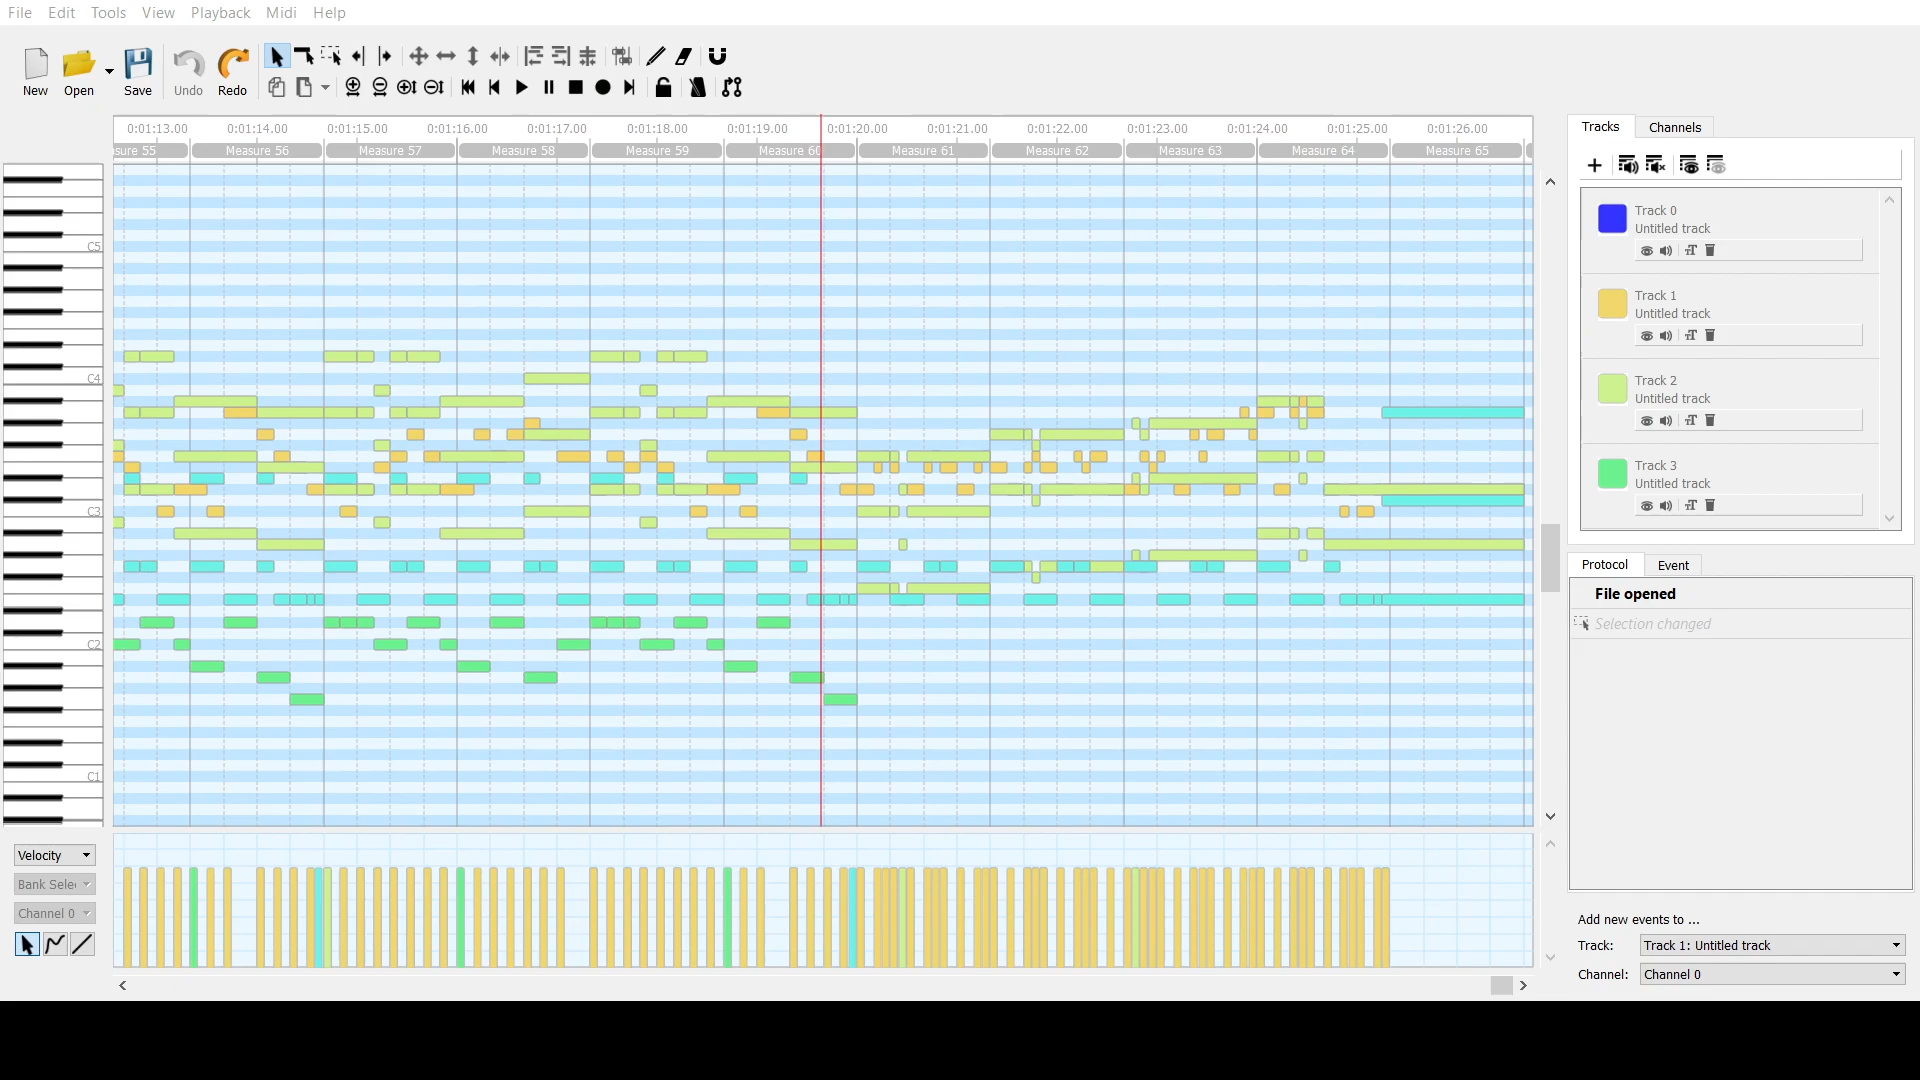 File Edit Tools View Playback Midi Help
New Open Save Undo Redo
0:01:13.00 0:01:14.00 0:01:15.00 0:01:16.00 0:01:17.00 0:01:18.00 0:01:19.00 0:01:20.00 0:01:21.00 0:01:22.00 0:01:23.00 0:01:24.00 0:01:25.00 0:01:26.00
sure 55 Measure 56 Measure 57 Measure 58 Measure 59 Measure 60 Measure 61 Measure 62 Measure 63 Measure 64 Measure 65
C5
C4
C3
C2
C1
Velocity
Bank Sele
Channel 0
Tracks Channels
Track 0
Untitled track
Track 1
Untitled track
Track 2
Untitled track
Track 3
Untitled track
Protocol Event
File opened
Selection changed
Add new events to ...
Track: Track 1: Untitled track
Channel: Channel 0